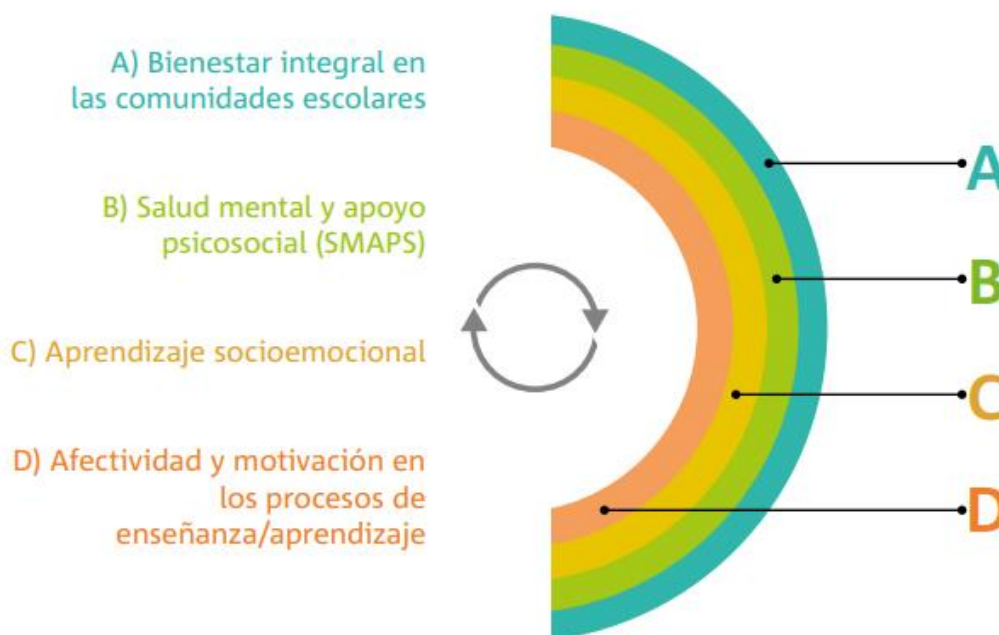 A) Bienestar integral en
las comunidades escolares
B) Salud mental y apoyo
psicosocial (SMAPS)
C) Aprendizaje socioemocional
D) Afectividad y motivación en
los procesos de
enseñanza/aprendizaje
A
B
C
D